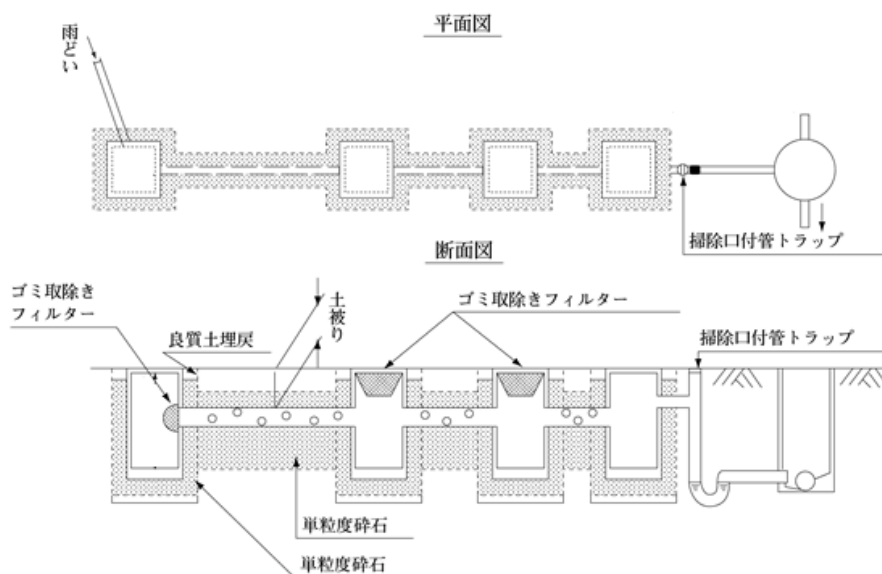 平面図
雨どい
掃除口付管トラップ
断面図
ゴミ取除き
フィルター
良質土埋戻
土被り
ゴミ取除きフィルター
掃除口付管トラップ
単粒度砕石
単粒度砕石